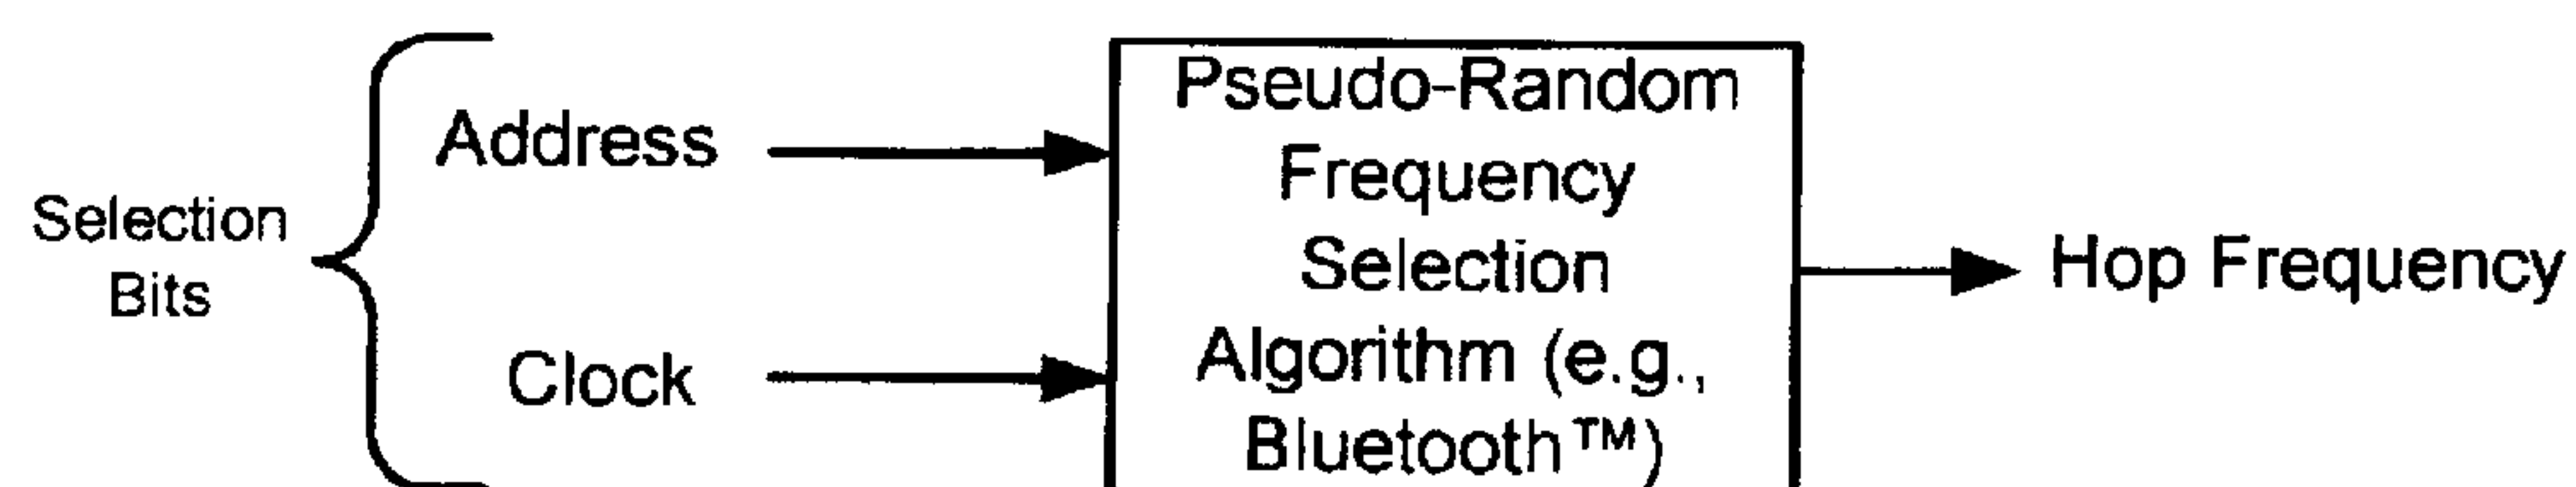 Selection
Bits
Address
Clock
Pseudo-Random
Frequency
Selection
Algorithm (e.g.,
Bluetooth™)
Hop Frequency